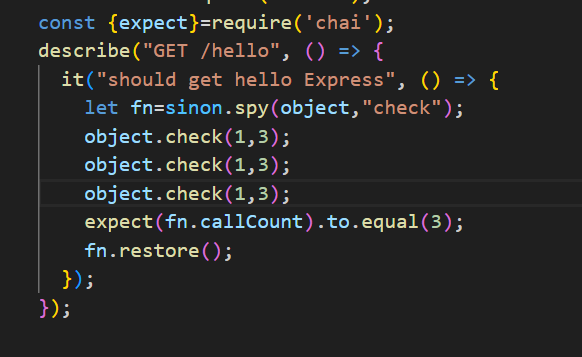 const {expect}=require('chai');
describe("GET /hello", () => {
it("should get hello Express", () => {
let fn=sinon.spy(object,"check");
object.check(1,3);
object.check(1,3);
object.check(1,3);
expect(fn.callCount).to.equal(3);
fn.restore();
});
});